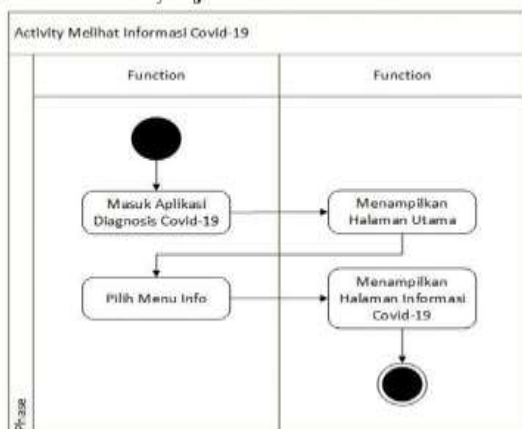 Activity Melihat Informasi Covid-19
Function
Function
Masuk Aplikasi
Diagnosis Covid-19
Menampilkan
Halaman Utama
Pilih Menu Info
Menampilkan
Halaman Informasi
Covid-19
Phase